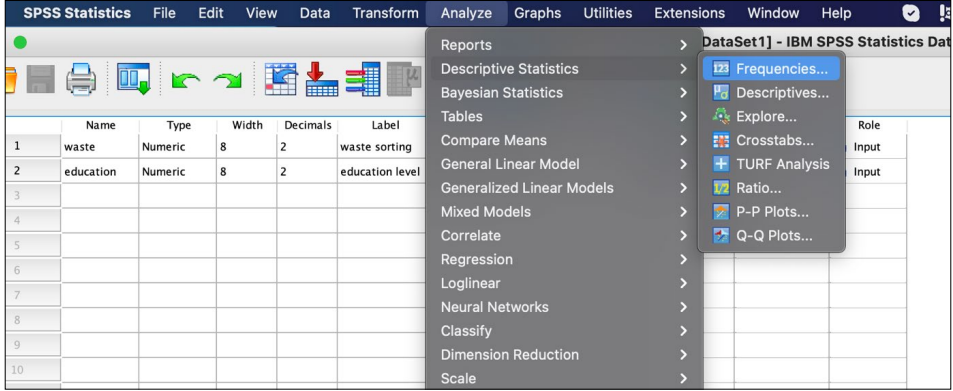 SPSS Statistics File Edit View Data Transform Analyze Graphs Utilities Extensions Window Help
DataSet1] - IBM SPSS Statistics Dat
Reports
Descriptive Statistics
Bayesian Statistics
Tables
Compare Means
General Linear Model
Generalized Linear Models
Mixed Models
Correlate
Regression
Loglinear
Neural Networks
Classify
Dimension Reduction
Scale
123 Frequencies...
Descriptives...
Explore...
Crosstabs...
TURF Analysis
1/2 Ratio...
P-P Plots...
Q-Q Plots...
Name Type Width Decimals Label Role
1 waste Numeric 8 2 waste sorting Input
2 education Numeric 8 2 education level Input
3
4
5
6
7
8
9
10